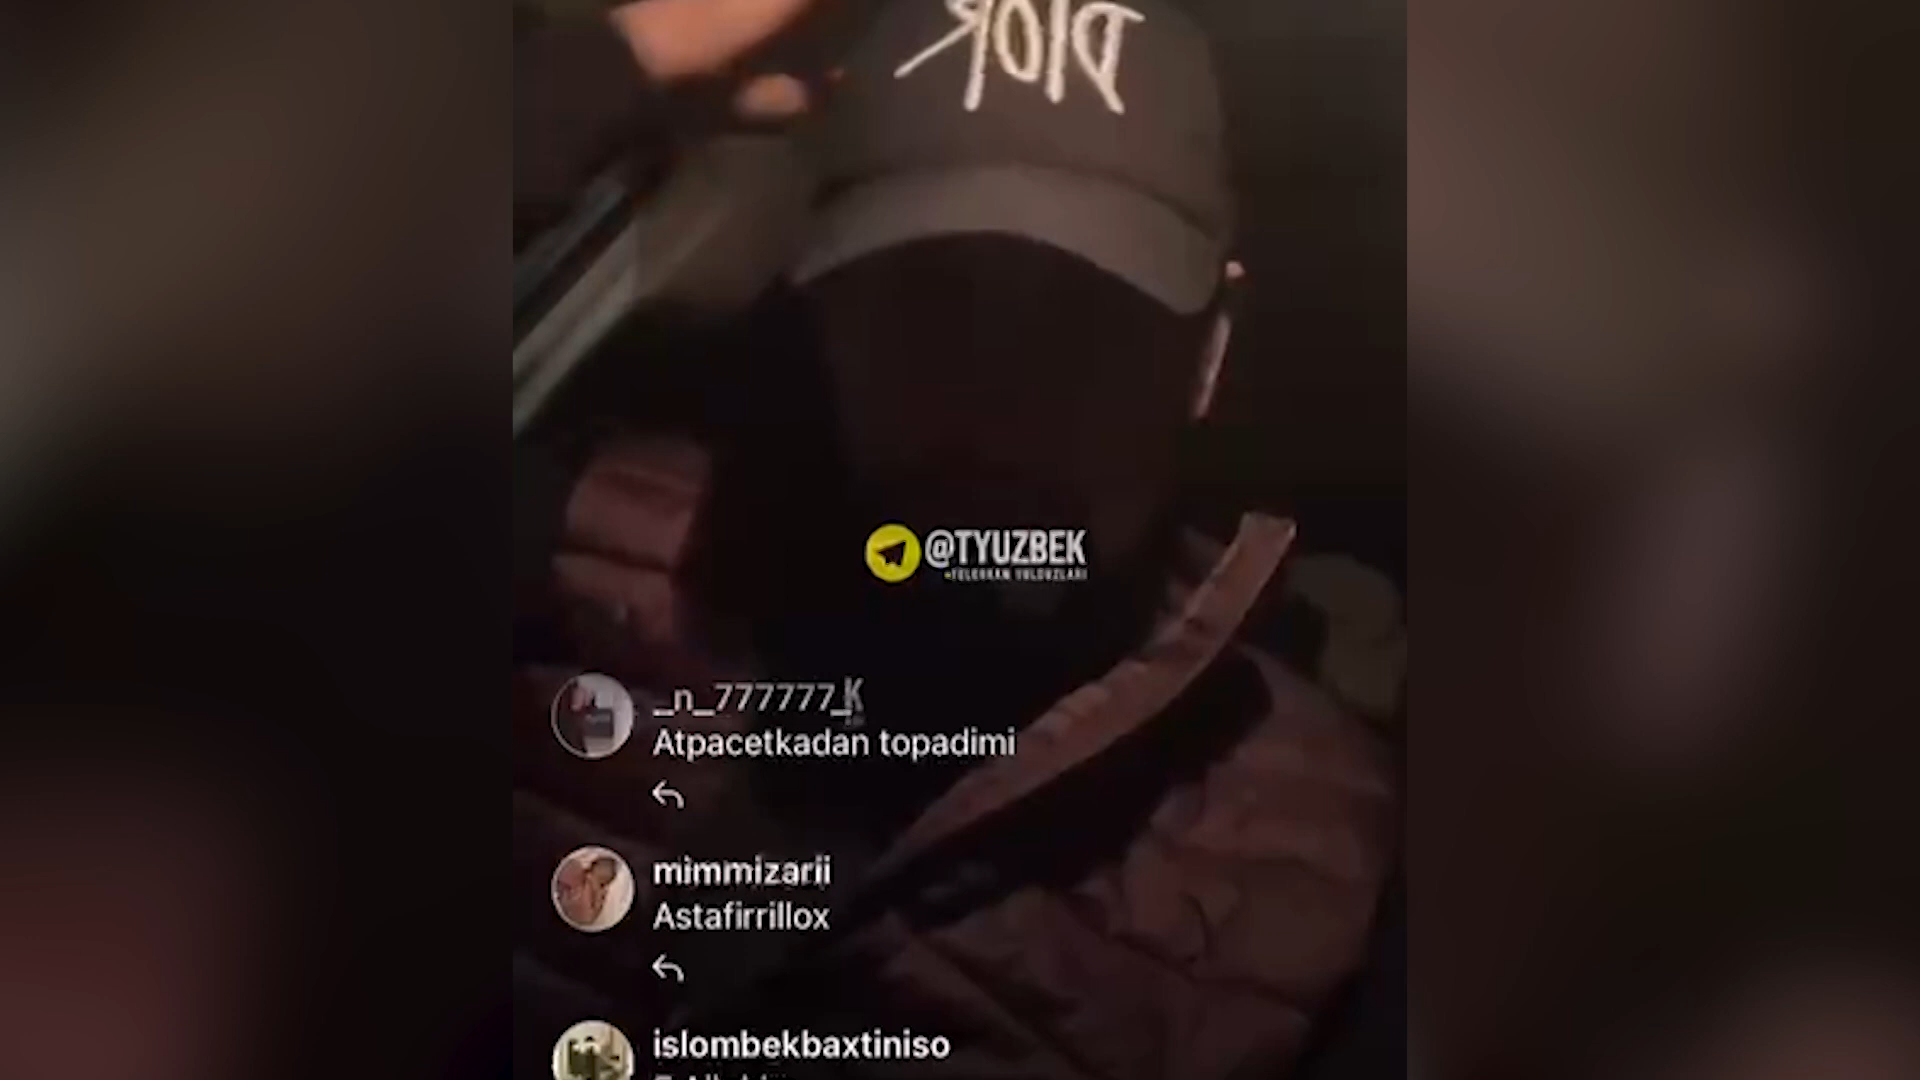 DIOR
@TYUZBEK
_n_777777_K
Atpacetkadan topadimi
mimmizarii
Astafirrillox
islombekbaxtiniso